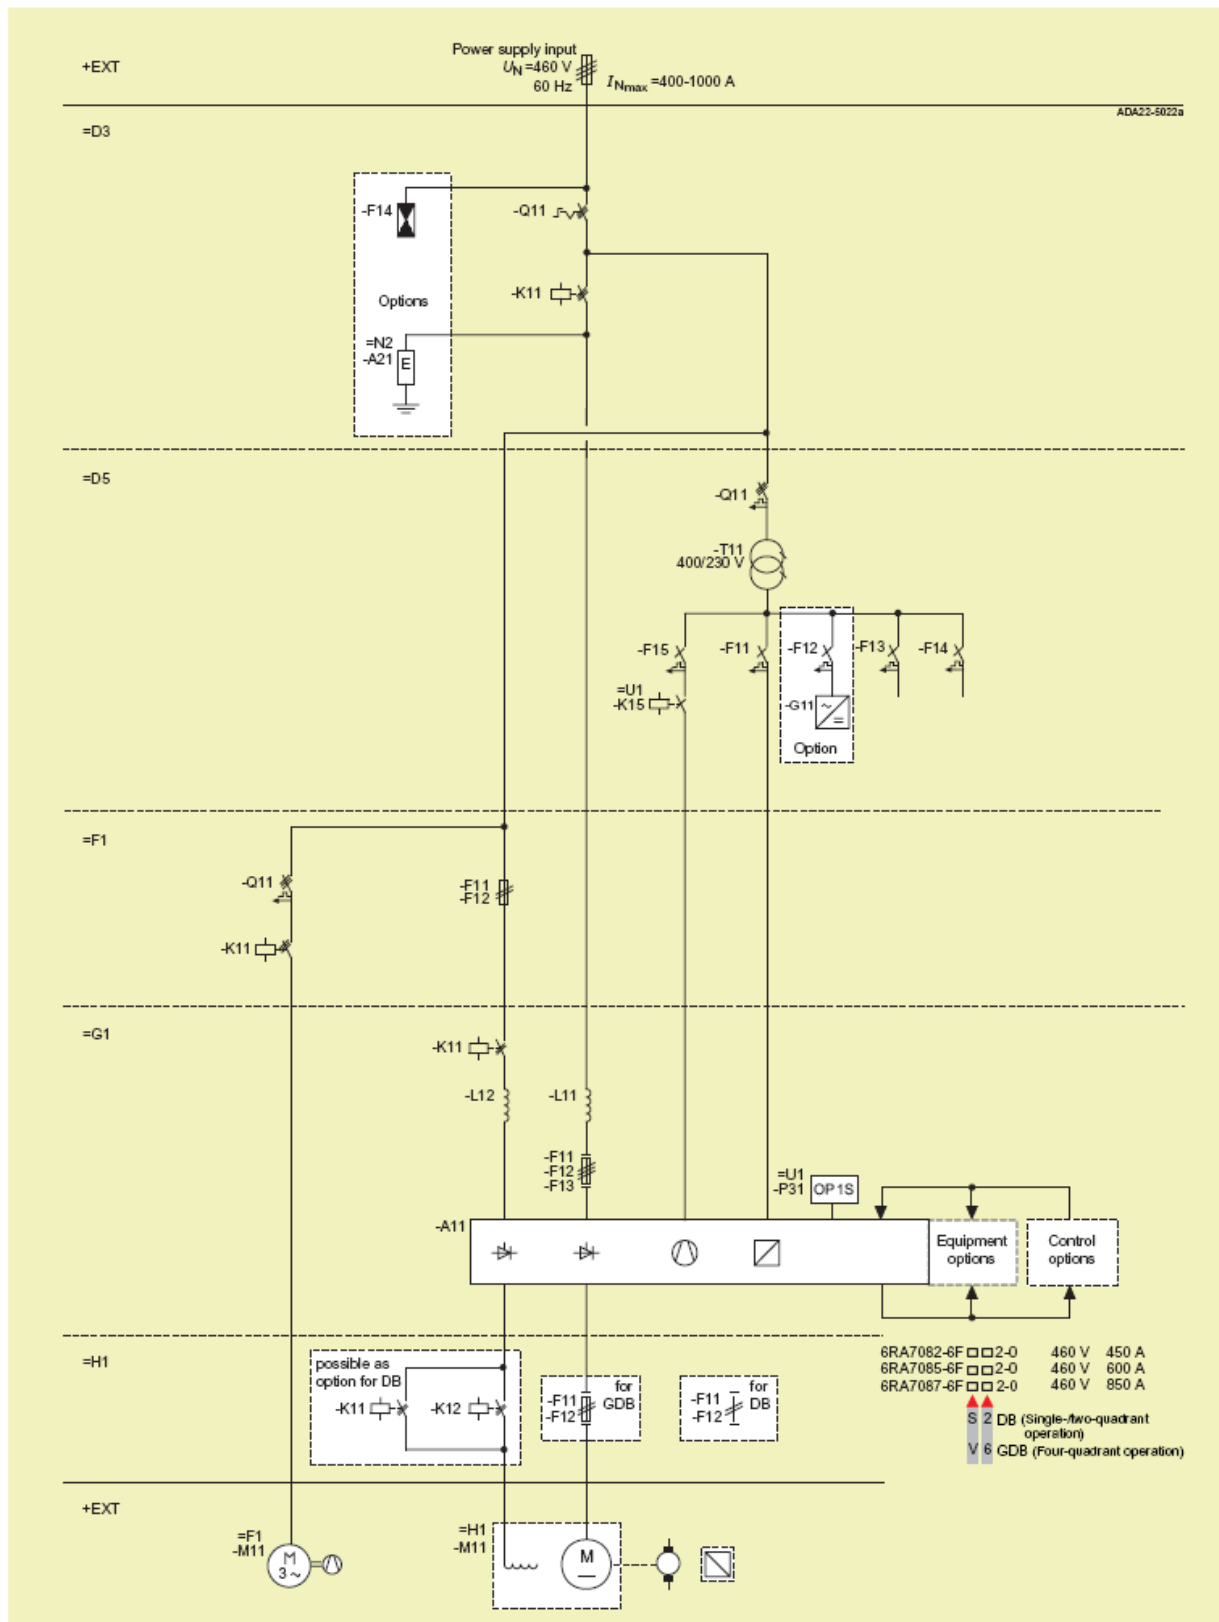 Power supply input
+EXT
U N =460 V
60 Hz
I Nmax =400-1000 A
ADA22-5022a
=D3
-F14
-Q11
Options
-K11
=N2
-A21
E
=D5
-Q11
-T11
400/230 V
-F15
-F11
-F12
-F13
-F14
=U1
-K15
-G11
~
=
Option
=F1
-Q11
-F11
-F12
-K11
=G1
-K11
-L12
-L11
-F11
-F12
-F13
=U1
-P31
OP1S
-A11
Equipment
options
Control
options
=H1
possible as
option for DB
-K11
-K12
for
GDB
-F11
-F12
for
DB
-F11
-F12
6RA7082-6F□□2-0 460 V 450 A
6RA7085-6F□□2-0 460 V 600 A
6RA7087-6F□□2-0 460 V 850 A
S 2 DB (Single-/two-quadrant
operation)
V 6 GDB (Four-quadrant operation)
+EXT
=F1
-M11
M
3 ~
=H1
-M11
M